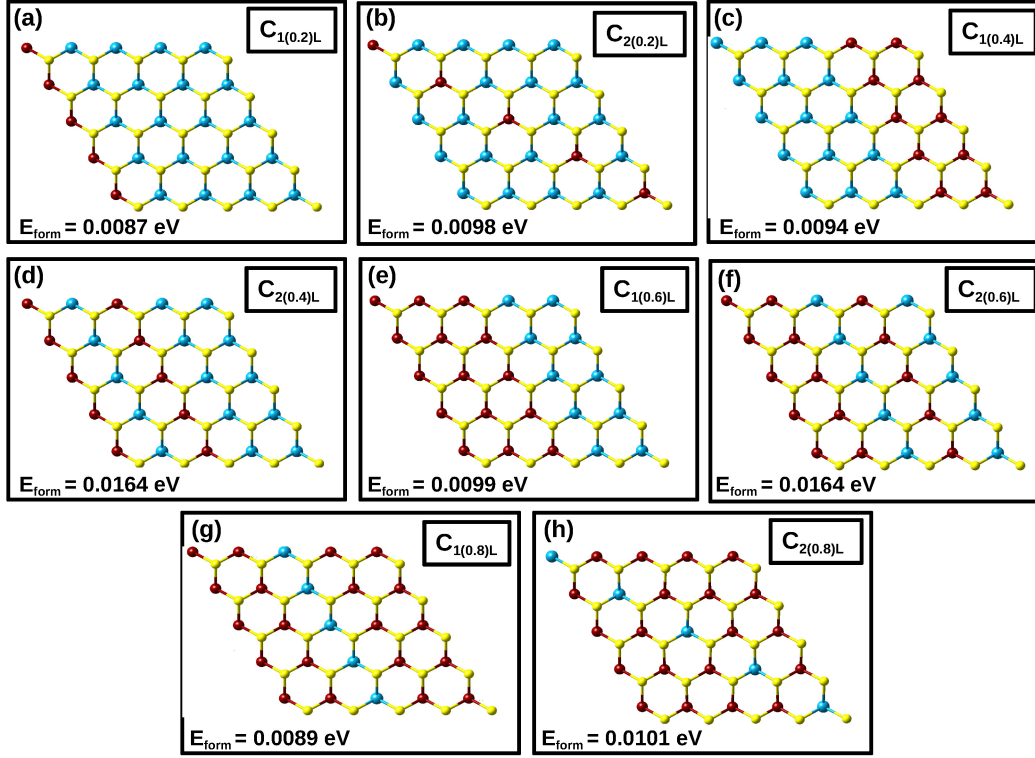 (a)
C1(0.2)L
Eform = 0.0087 eV
(b)
C2(0.2)L
Eform = 0.0098 eV
(c)
C1(0.4)L
Eform = 0.0094 eV
(d)
C2(0.4)L
Eform = 0.0164 eV
(e)
C1(0.6)L
Eform = 0.0099 eV
(f)
C2(0.6)L
Eform = 0.0164 eV
(g)
C1(0.8)L
Eform = 0.0089 eV
(h)
C2(0.8)L
Eform = 0.0101 eV